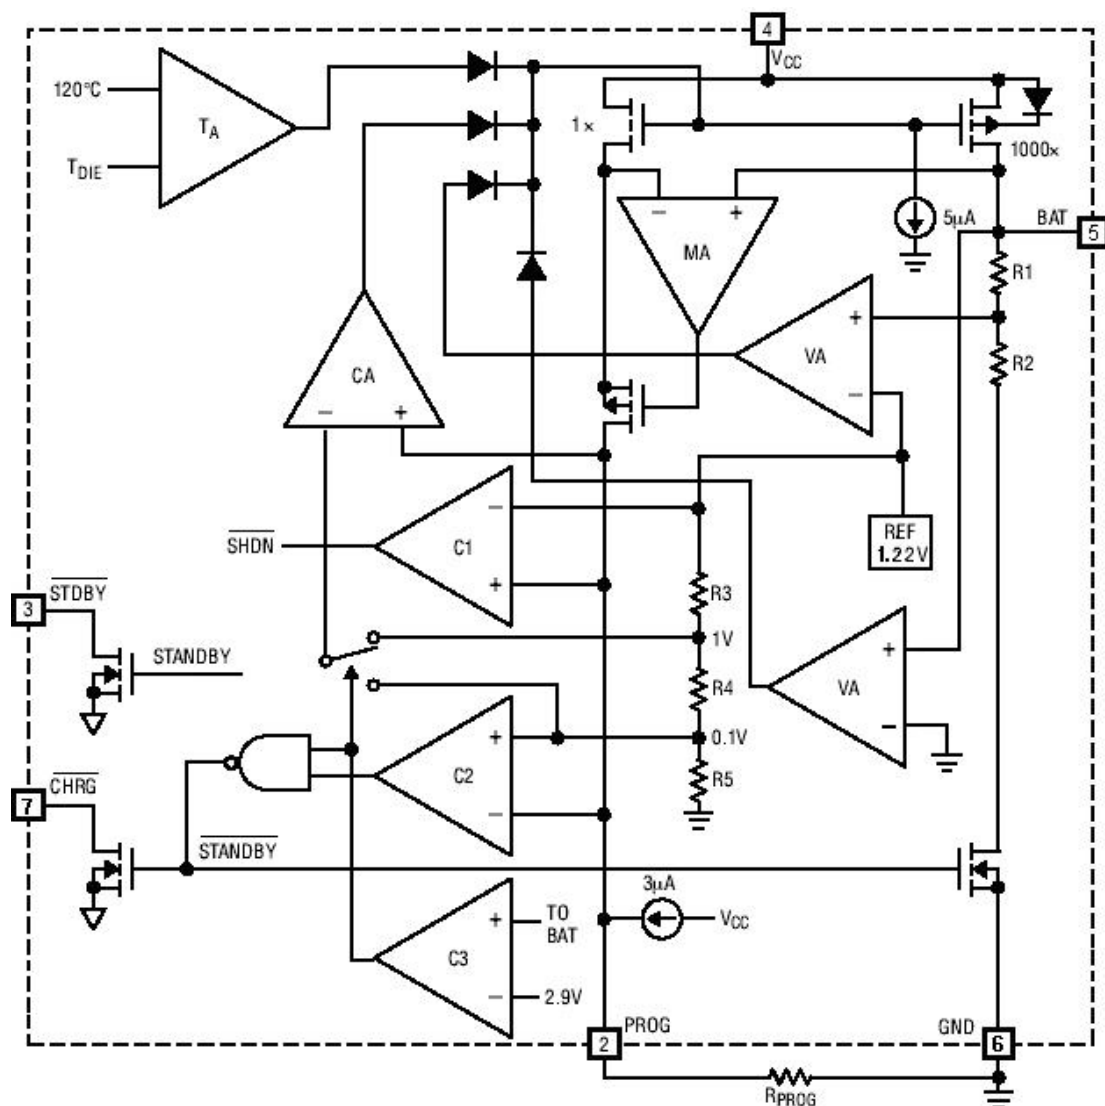 4
VCC
120°C
TA
TDIE
1×
1000×
− +
MA
5µA
BAT
5
R1
+
VA
−
R2
CA
− +
−
C1
+
SHDN
REF
1.22V
STDBY
3
STANDBY
R3
1V
R4
0.1V
R5
+
VA
−
+
C2
−
CHRG
7
STANDBY
3µA
VCC
+
C3
−
TO
BAT
2.9V
PROG
2
GND
6
RPROG